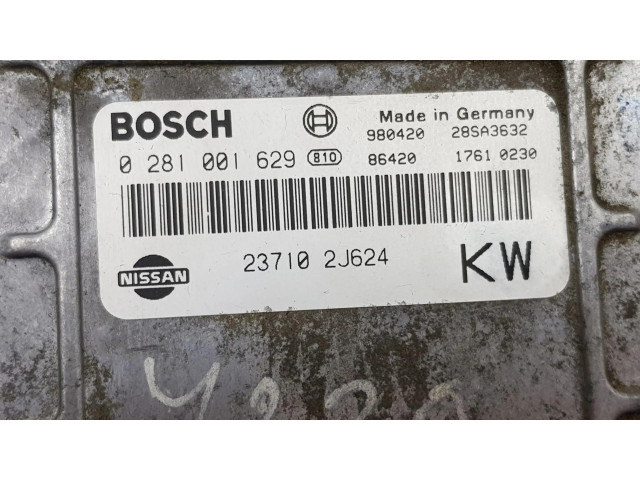 BOSCH
Made in Germany
980420 28SA3632
0 281 001 629 810 86420 1761 0230
NISSAN 23710 2J624 KW